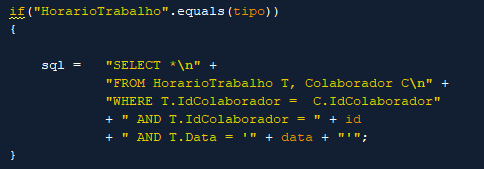 if("HorarioTrabalho".equals(tipo))
{
sql = "SELECT *\n" +
"FROM HorarioTrabalho T, Colaborador C\n" +
"WHERE T.IdColaborador = C.IdColaborador"
+ " AND T.IdColaborador = " + id
+ " AND T.Data = '" + data + "'";
}